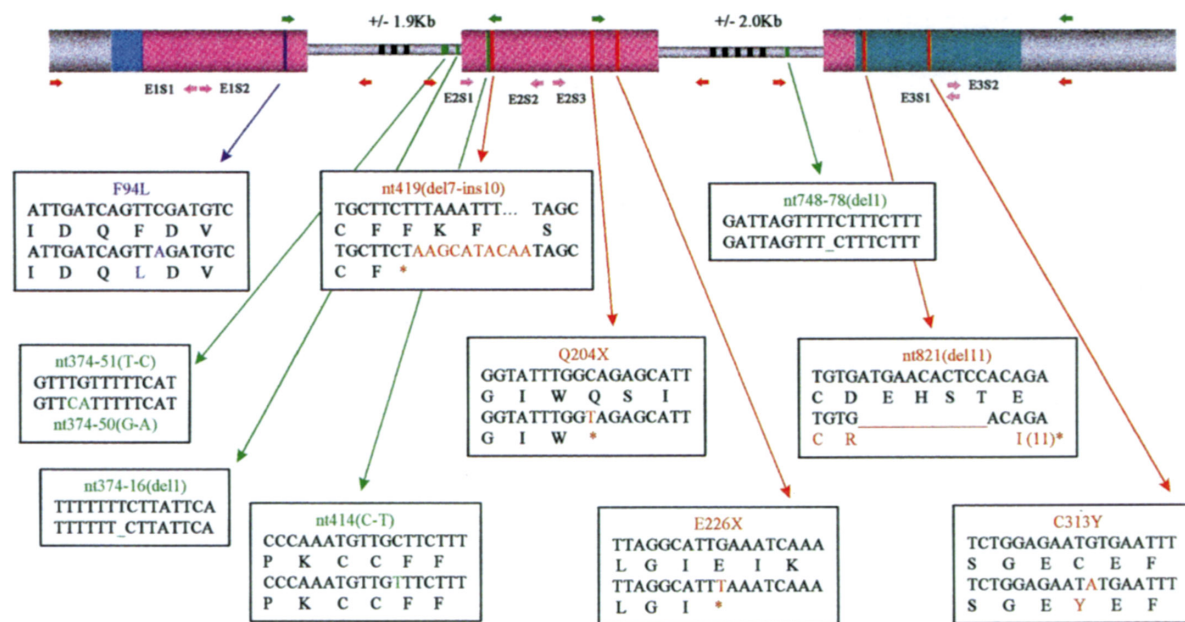 +/- 1.9Kb
+/- 2.0Kb
E1S1
E1S2
E2S1
E2S2
E2S3
E3S1
E3S2
F94L
ATTGATCAGTTCGATGTC
I D Q F D V
ATTGATCAGTTAGATGTC
I D Q L D V
nt419(del7-ins10)
TGCTTCTTTAAATTT... TAGC
C F F K F S
TGCTTCTAAGCATACAATAGC
C F *
nt748-78(del1)
GATTAGTTTTCTTTCTTT
GATTAGTTT_CTTTCTTT
nt374-51(T-C)
GTTTGTTTTTCAT
GTTCATTTTTCAT
nt374-50(G-A)
Q204X
GGTATTTGGCAGAGCATT
G I W Q S I
GGTATTTGGTAGAGCATT
G I W *
nt821(del11)
TGTGATGAACACTCCACAGA
C D E H S T E
TGTG___________ACAGA
C R I (11)*
nt374-16(del1)
TTTTTTTCTTATTCA
TTTTTT_CTTATTCA
nt414(C-T)
CCCAAATGTTGCTTCTTT
P K C C F F
CCCAAATGTTGTTTCTTT
P K C C F F
E226X
TTAGGCATTGAAATCAAA
L G I E I K
TTAGGCATTTAAATCAAA
L G I *
C313Y
TCTGGAGAATGTGAATTT
S G E C E F
TCTGGAGAATATGAATTT
S G E Y E F